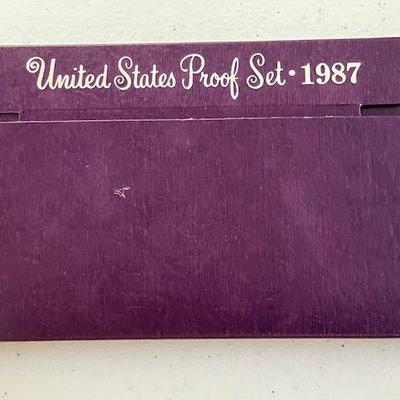 United States Proof Set · 1987